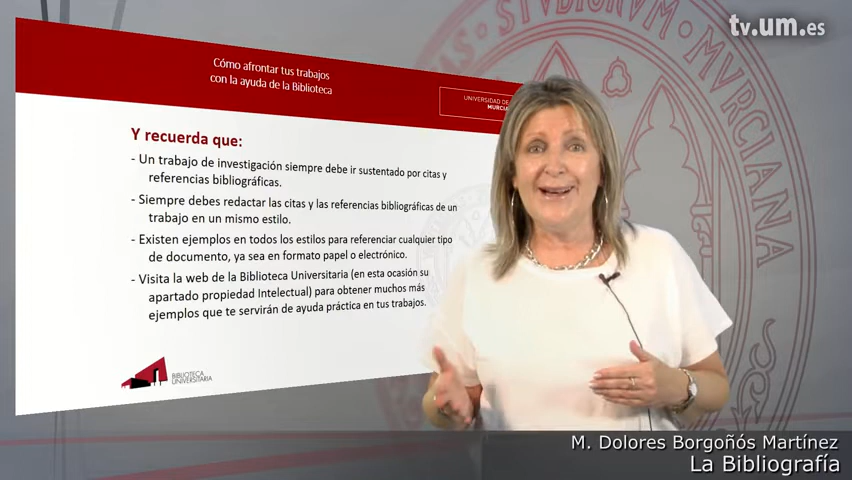 tv.um.es
STVDIORVM
MVRCIANA
Cómo afrontar tus trabajos
con la ayuda de la Biblioteca
UNIVERSIDAD DE
MURCIA
Y recuerda que:
- Un trabajo de investigación siempre debe ir sustentado por citas y
referencias bibliográficas.
- Siempre debes redactar las citas y las referencias bibliográficas de un
trabajo en un mismo estilo.
- Existen ejemplos en todos los estilos para referenciar cualquier tipo
de documento, ya sea en formato papel o electrónico.
- Visita la web de la Biblioteca Universitaria (en esta ocasión su
apartado propiedad Intelectual) para obtener muchos más
ejemplos que te servirán de ayuda práctica en tus trabajos.
BIBLIOTECA
UNIVERSITARIA
M. Dolores Borgoñós Martínez
La Bibliografía